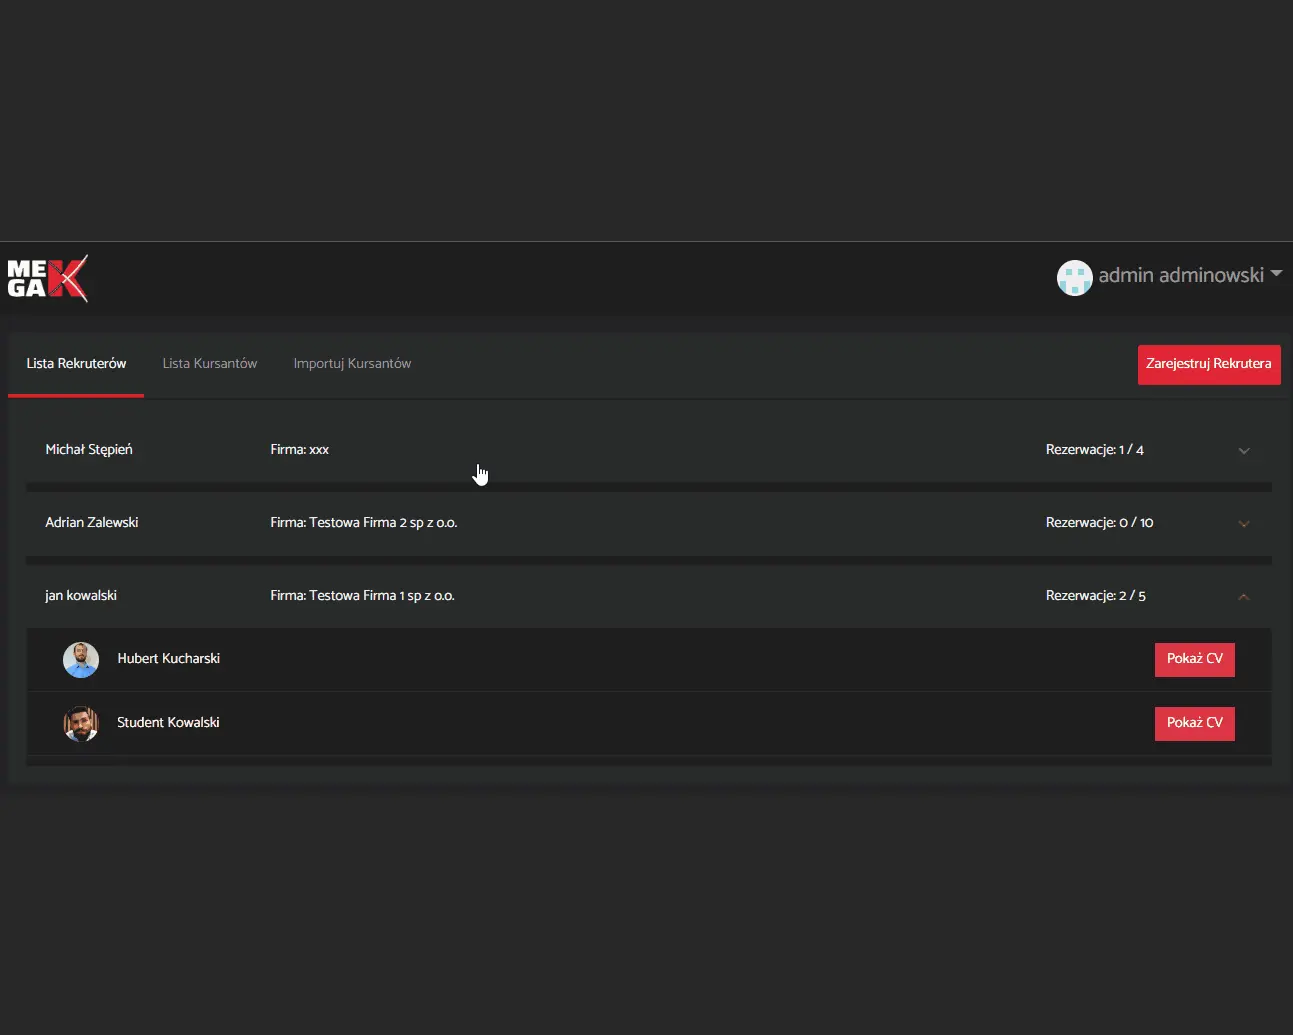 MEGA K
admin adminowski
Lista Rekruterów Lista Kursantów Importuj Kursantów Zarejestruj Rekrutera
Michał Stępień Firma: xxx Rezerwacje: 1 / 4
Adrian Zalewski Firma: Testowa Firma 2 sp z o.o. Rezerwacje: 0 / 10
jan kowalski Firma: Testowa Firma 1 sp z o.o. Rezerwacje: 2 / 5
Hubert Kucharski Pokaż CV
Student Kowalski Pokaż CV